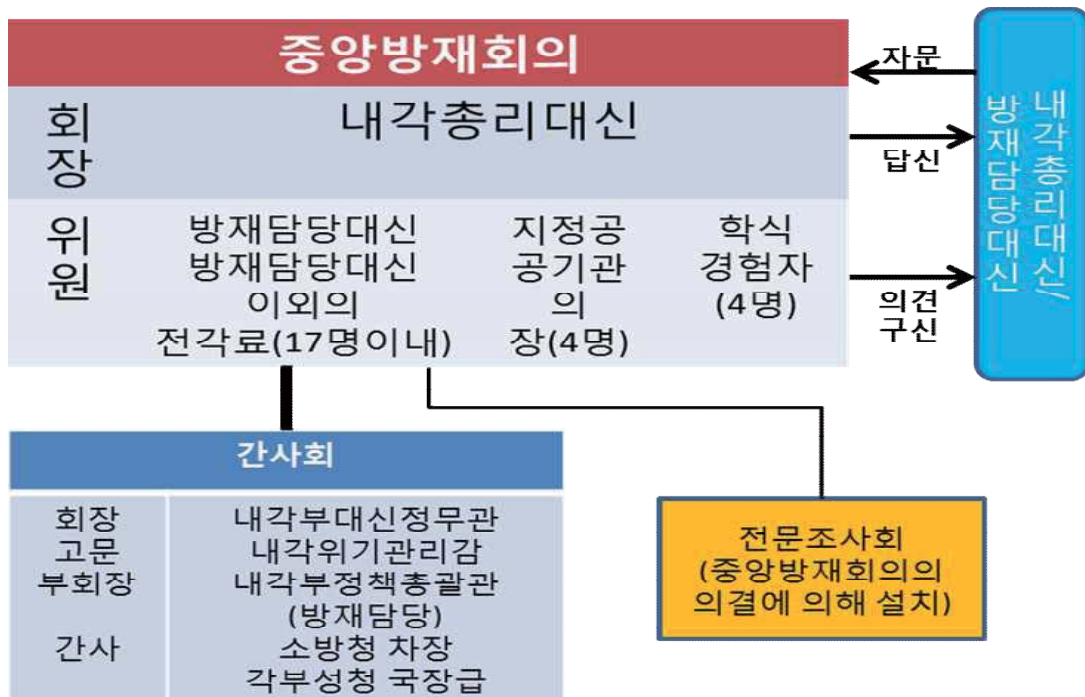 중앙방재회의
회
장
내각총리대신
위
원
방재담당대신
방재담당대신
이외의
전각료(17명이내)
지정공
공기관
의
장(4명)
학식
경험자
(4명)
자문
답신
의견
구신
내각총리대신/
방재담당대신
간사회
회장 내각부대신정무관
고문 내각위기관리감
부회장 내각부정책총괄관
(방재담당)
간사 소방청 차장
각부성청 국장급
전문조사회
(중앙방재회의의
의결에 의해 설치)